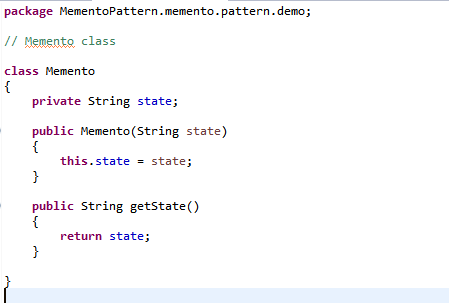 package MementoPattern.memento.pattern.demo;
// Memento class
class Memento
{
private String state;
public Memento(String state)
{
this.state = state;
}
public String getState()
{
return state;
}
}